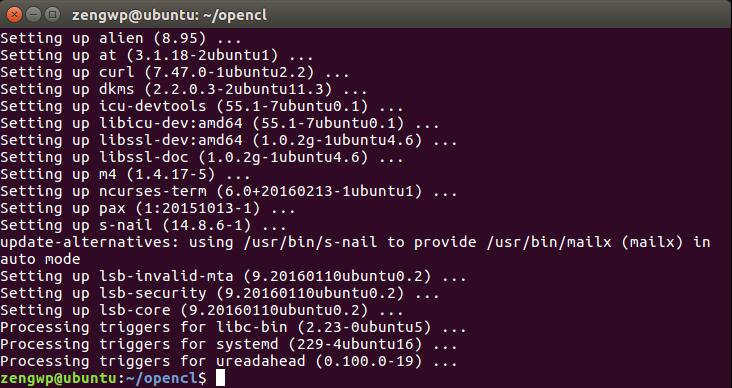 zengwp@ubuntu: ~/opencl
Setting up alien (8.95) ...
Setting up at (3.1.18-2ubuntu1) ...
Setting up curl (7.47.0-1ubuntu2.2) ...
Setting up dkms (2.2.0.3-2ubuntu11.3) ...
Setting up icu-devtools (55.1-7ubuntu0.1) ...
Setting up libicu-dev:amd64 (55.1-7ubuntu0.1) ...
Setting up libssl-dev:amd64 (1.0.2g-1ubuntu4.6) ...
Setting up libssl-doc (1.0.2g-1ubuntu4.6) ...
Setting up m4 (1.4.17-5) ...
Setting up ncurses-term (6.0+20160213-1ubuntu1) ...
Setting up pax (1:20151013-1) ...
Setting up s-nail (14.8.6-1) ...
update-alternatives: using /usr/bin/s-nail to provide /usr/bin/mailx (mailx) in
auto mode
Setting up lsb-invalid-mta (9.20160110ubuntu0.2) ...
Setting up lsb-security (9.20160110ubuntu0.2) ...
Setting up lsb-core (9.20160110ubuntu0.2) ...
Processing triggers for libc-bin (2.23-0ubuntu5) ...
Processing triggers for systemd (229-4ubuntu16) ...
Processing triggers for ureadahead (0.100.0-19) ...
zengwp@ubuntu:~/opencl$